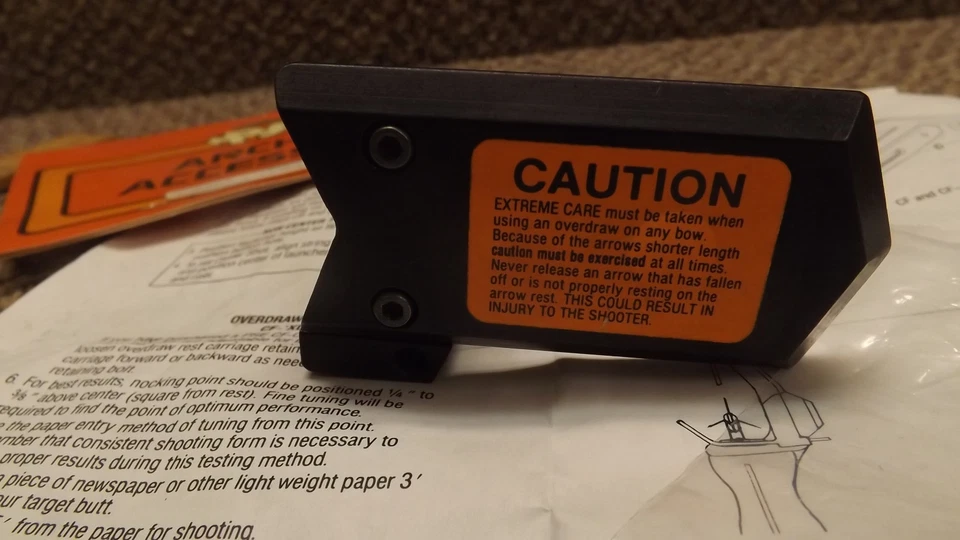 CAUTION
EXTREME CARE must be taken when
using an overdraw on any bow.
Because of the arrows shorter length
caution must be exercised at all times.
Never release an arrow that has fallen
off or is not properly resting on the
arrow rest. THIS COULD RESULT IN
INJURY TO THE SHOOTER.
OVERDRAW
loosen overdraw rest carriage
carriage forward or backward as
retaining bolt.
6. For best results, nocking point should be positioned ¼" to
⅜" above center (square from rest). Fine tuning will be
required to find the point of optimum performance.
the paper entry method of tuning from this point.
that consistent shooting form is necessary to
proper results during this testing method.
piece of newspaper or other light weight paper 3'
target butt.
from the paper for shooting.